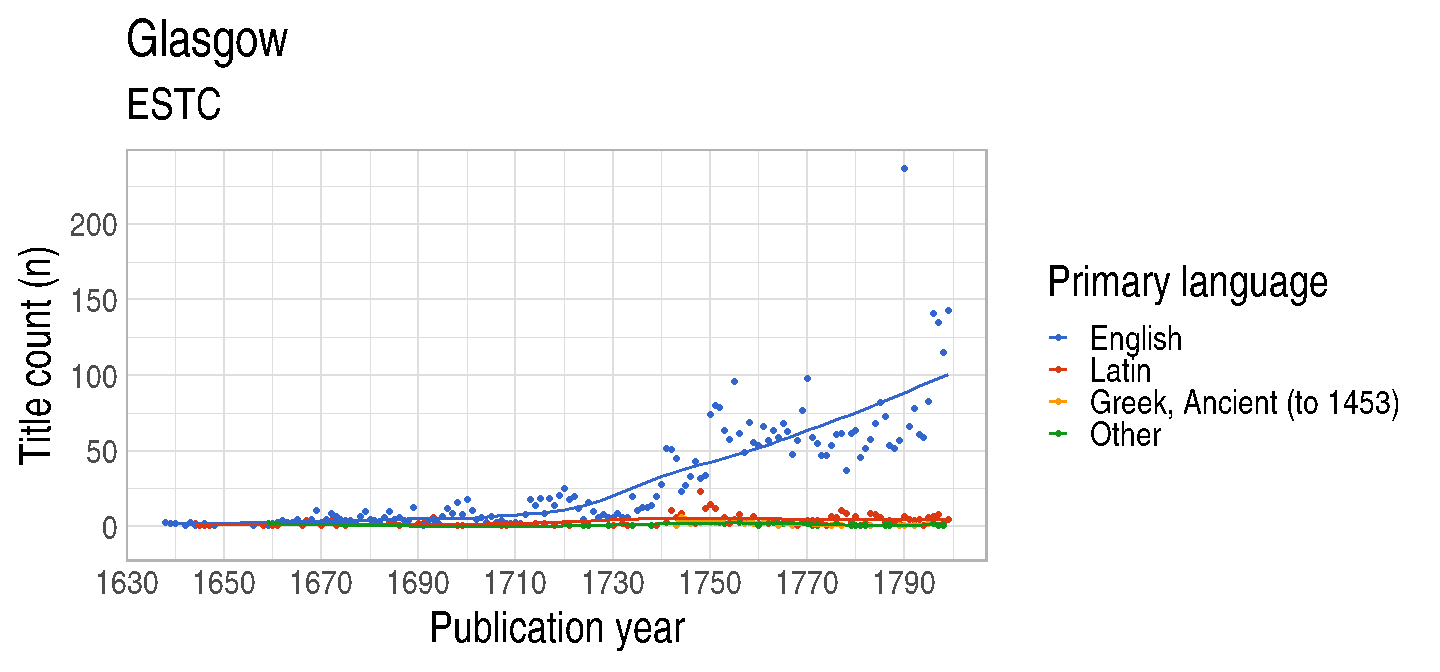 Glasgow
ESTC
Title count (n)
200
150
100
50
0
1630 1650 1670 1690 1710 1730 1750 1770 1790
Publication year
Primary language
English
Latin
Greek, Ancient (to 1453)
Other